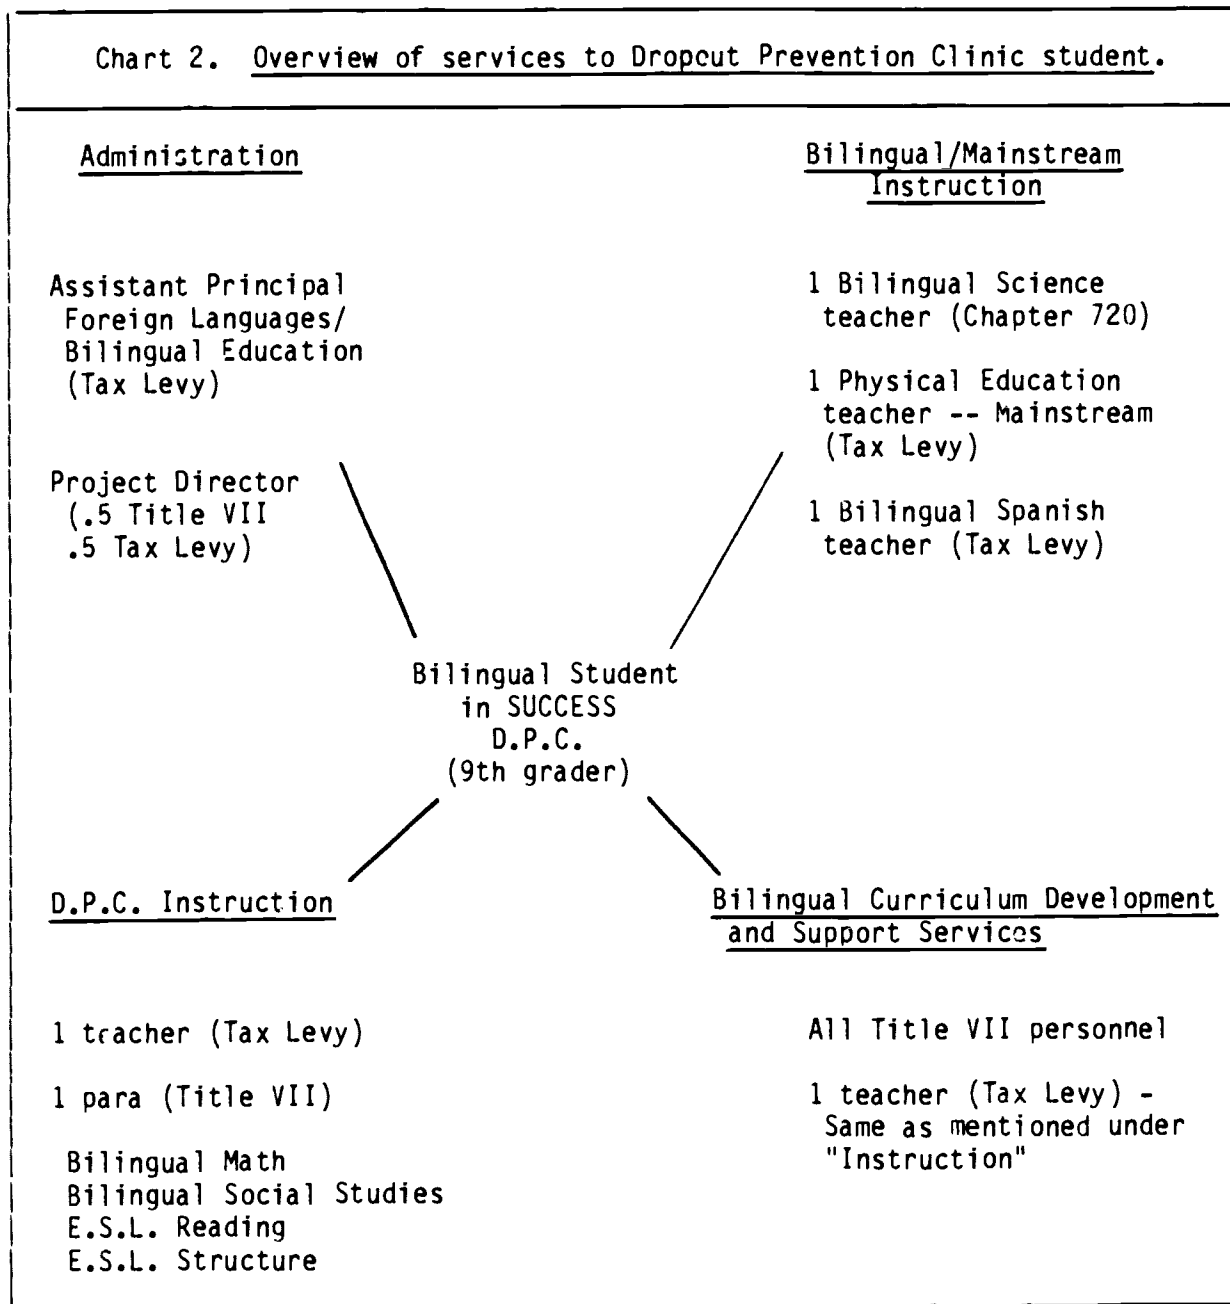 Chart 2. Overview of services to Dropout Prevention Clinic student.
Administration
Assistant Principal
Foreign Languages/
Bilingual Education
(Tax Levy)
Project Director
(.5 Title VII
.5 Tax Levy)
Bilingual/Mainstream
Instruction
1 Bilingual Science
teacher (Chapter 720)
1 Physical Education
teacher -- Mainstream
(Tax Levy)
1 Bilingual Spanish
teacher (Tax Levy)
Bilingual Student
in SUCCESS
D.P.C.
(9th grader)
D.P.C. Instruction
1 teacher (Tax Levy)
1 para (Title VII)
Bilingual Math
Bilingual Social Studies
E.S.L. Reading
E.S.L. Structure
Bilingual Curriculum Development
and Support Services
All Title VII personnel
1 teacher (Tax Levy) -
Same as mentioned under
"Instruction"